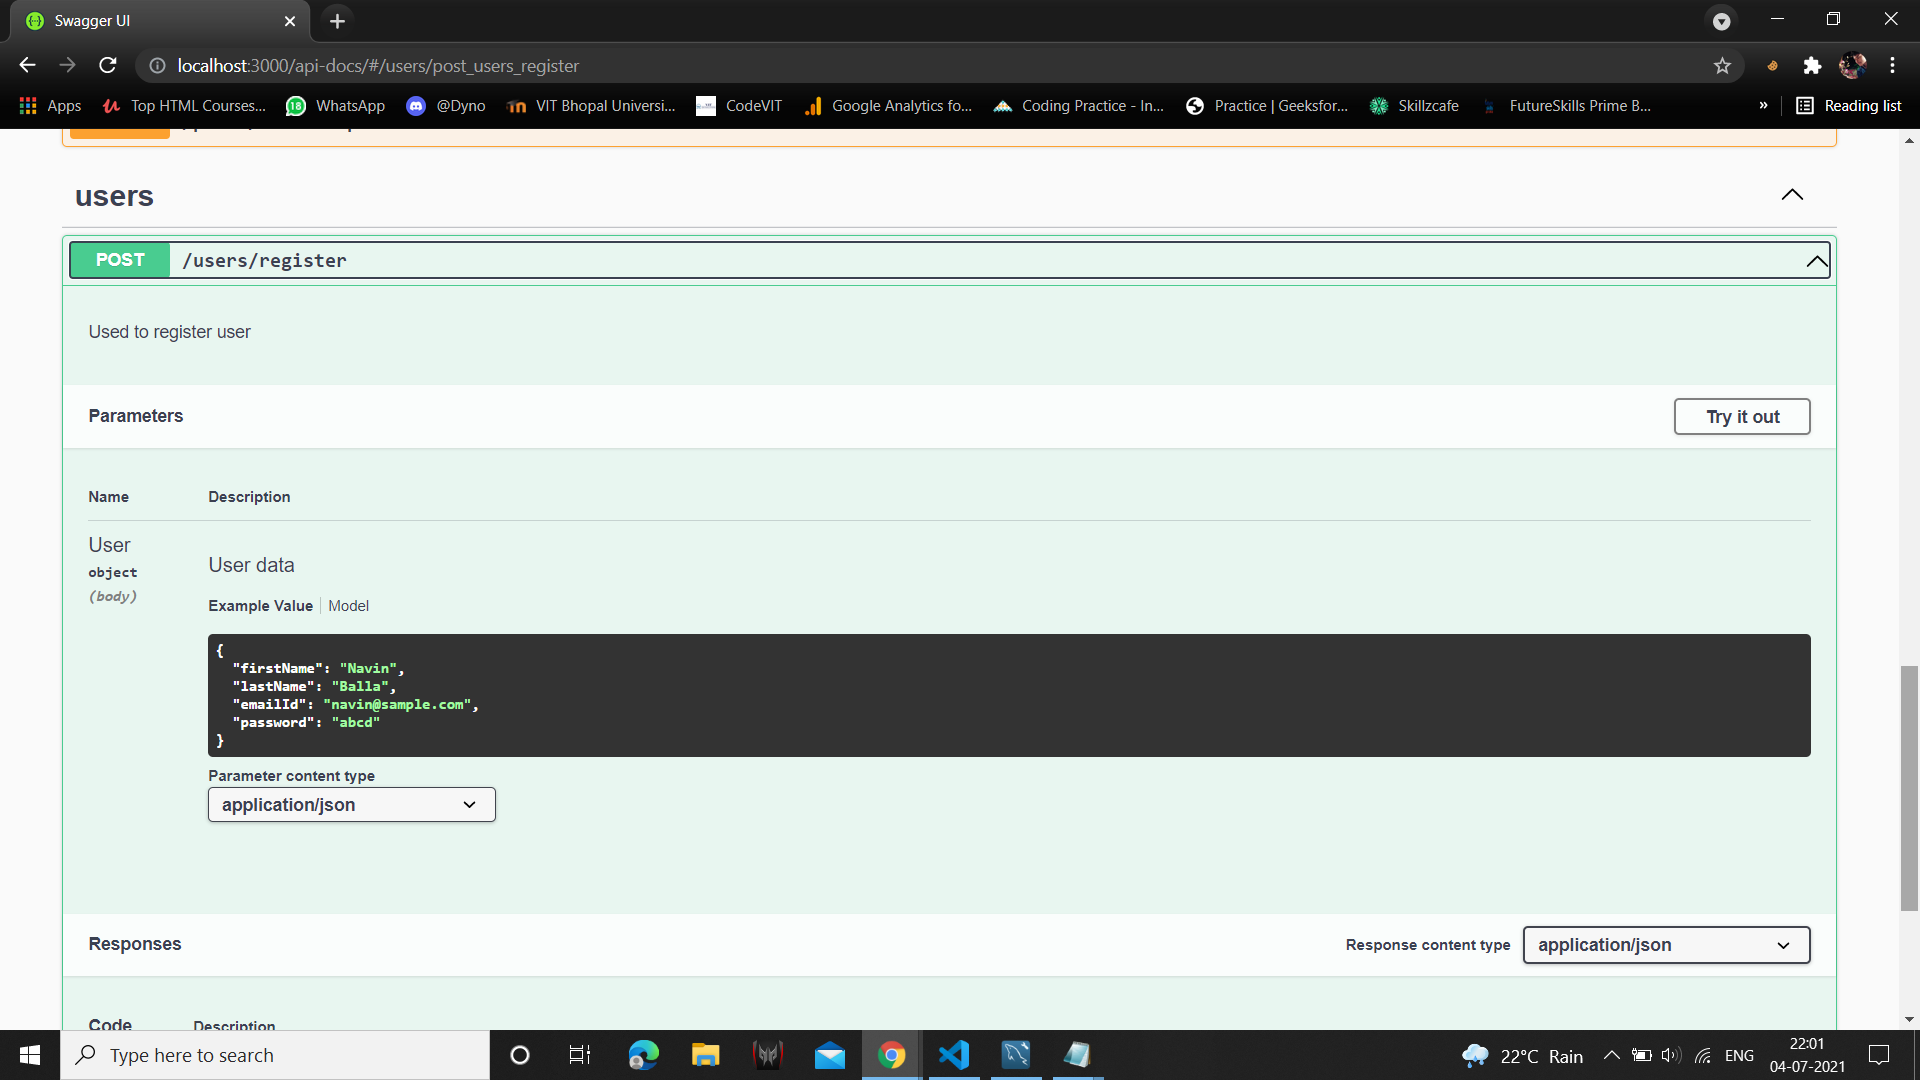 Swagger UI
localhost:3000/api-docs/#/users/post_users_register
Apps Top HTML Courses... 18 WhatsApp @Dyno VIT Bhopal Universi... CodeVIT Google Analytics fo... Coding Practice - In... Practice | Geeksfor... Skillzcafe FutureSkills Prime B... » Reading list
users
POST /users/register
Used to register user
Parameters Try it out
Name Description
User
object
(body)
User data
Example Value Model
{
"firstName": "Navin",
"lastName": "Balla",
"emailId": "navin@sample.com",
"password": "abcd"
}
Parameter content type
application/json
Responses Response content type application/json
Code Description
Type here to search 22°C Rain ENG 22:01
04-07-2021